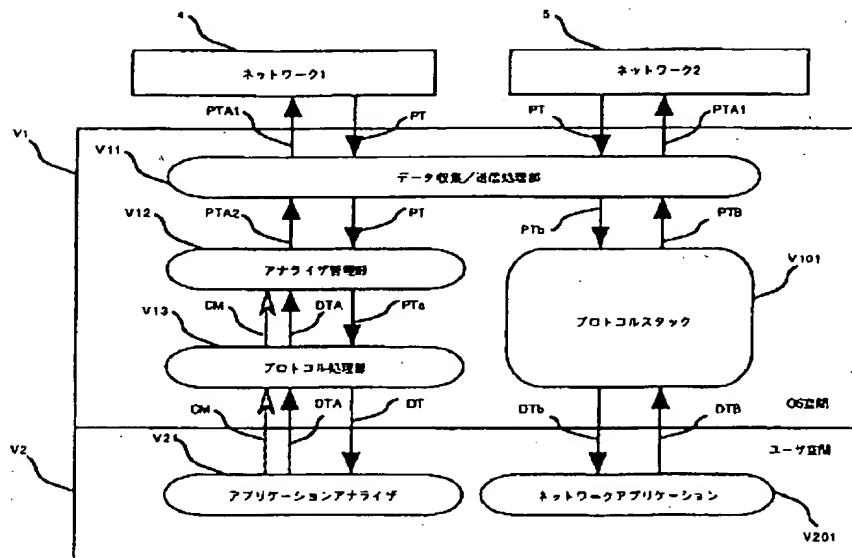 4
5
ネットワーク1
ネットワーク2
PTA1
PT
PT
PTA1
V1
V11
データ収集/送信処理部
V12
PTA2
PT
PTb
PTB
アナライザ管理部
V101
V13
CM
DTA
PTa
プロトコルスタック
プロトコル処理部
CM
DTA
DT
DTb
DTB
OS空間
V2
V21
ユーザ空間
アプリケーションアナライザ
ネットワークアプリケーション
V201